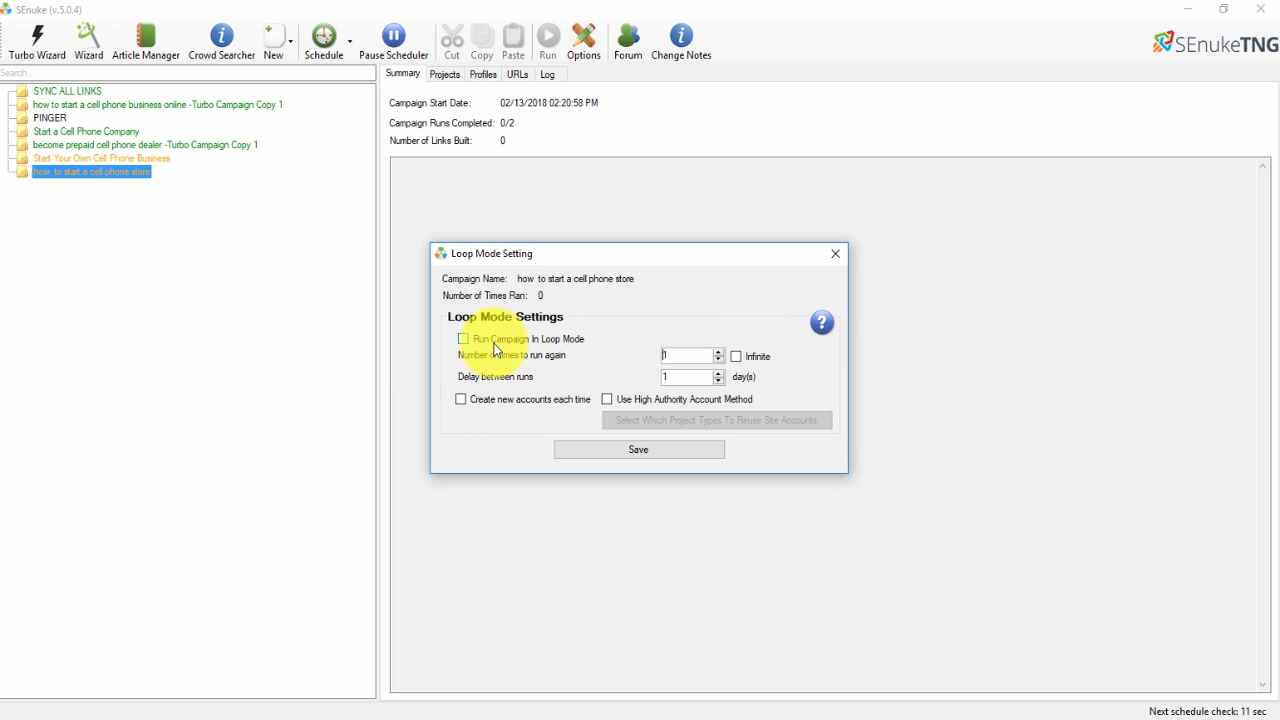 SEnuke (v.5.0.4)
Turbo Wizard Wizard Article Manager Crowd Searcher New Schedule Pause Scheduler Cut Copy Paste Run Options Forum Change Notes
SEnukeTNG
Search...
Summary Projects Profiles URLs Log
SYNC ALL LINKS
how to start a cell phone business online -Turbo Campaign Copy 1
PINGER
Start a Cell Phone Company
become prepaid cell phone dealer -Turbo Campaign Copy 1
Start Your Own Cell Phone Business
how to start a cell phone store
Campaign Start Date: 02/13/2018 02:20:58 PM
Campaign Runs Completed: 0/2
Number of Links Built: 0
Loop Mode Setting
Campaign Name: how to start a cell phone store
Number of Times Ran: 0
Loop Mode Settings
?
Run Campaign In Loop Mode
Number of times to run again 1 Infinite
Delay between runs 1 day(s)
Create new accounts each time Use High Authority Account Method
Select Which Project Types To Reuse Site Accounts
Save
Next schedule check: 11 sec